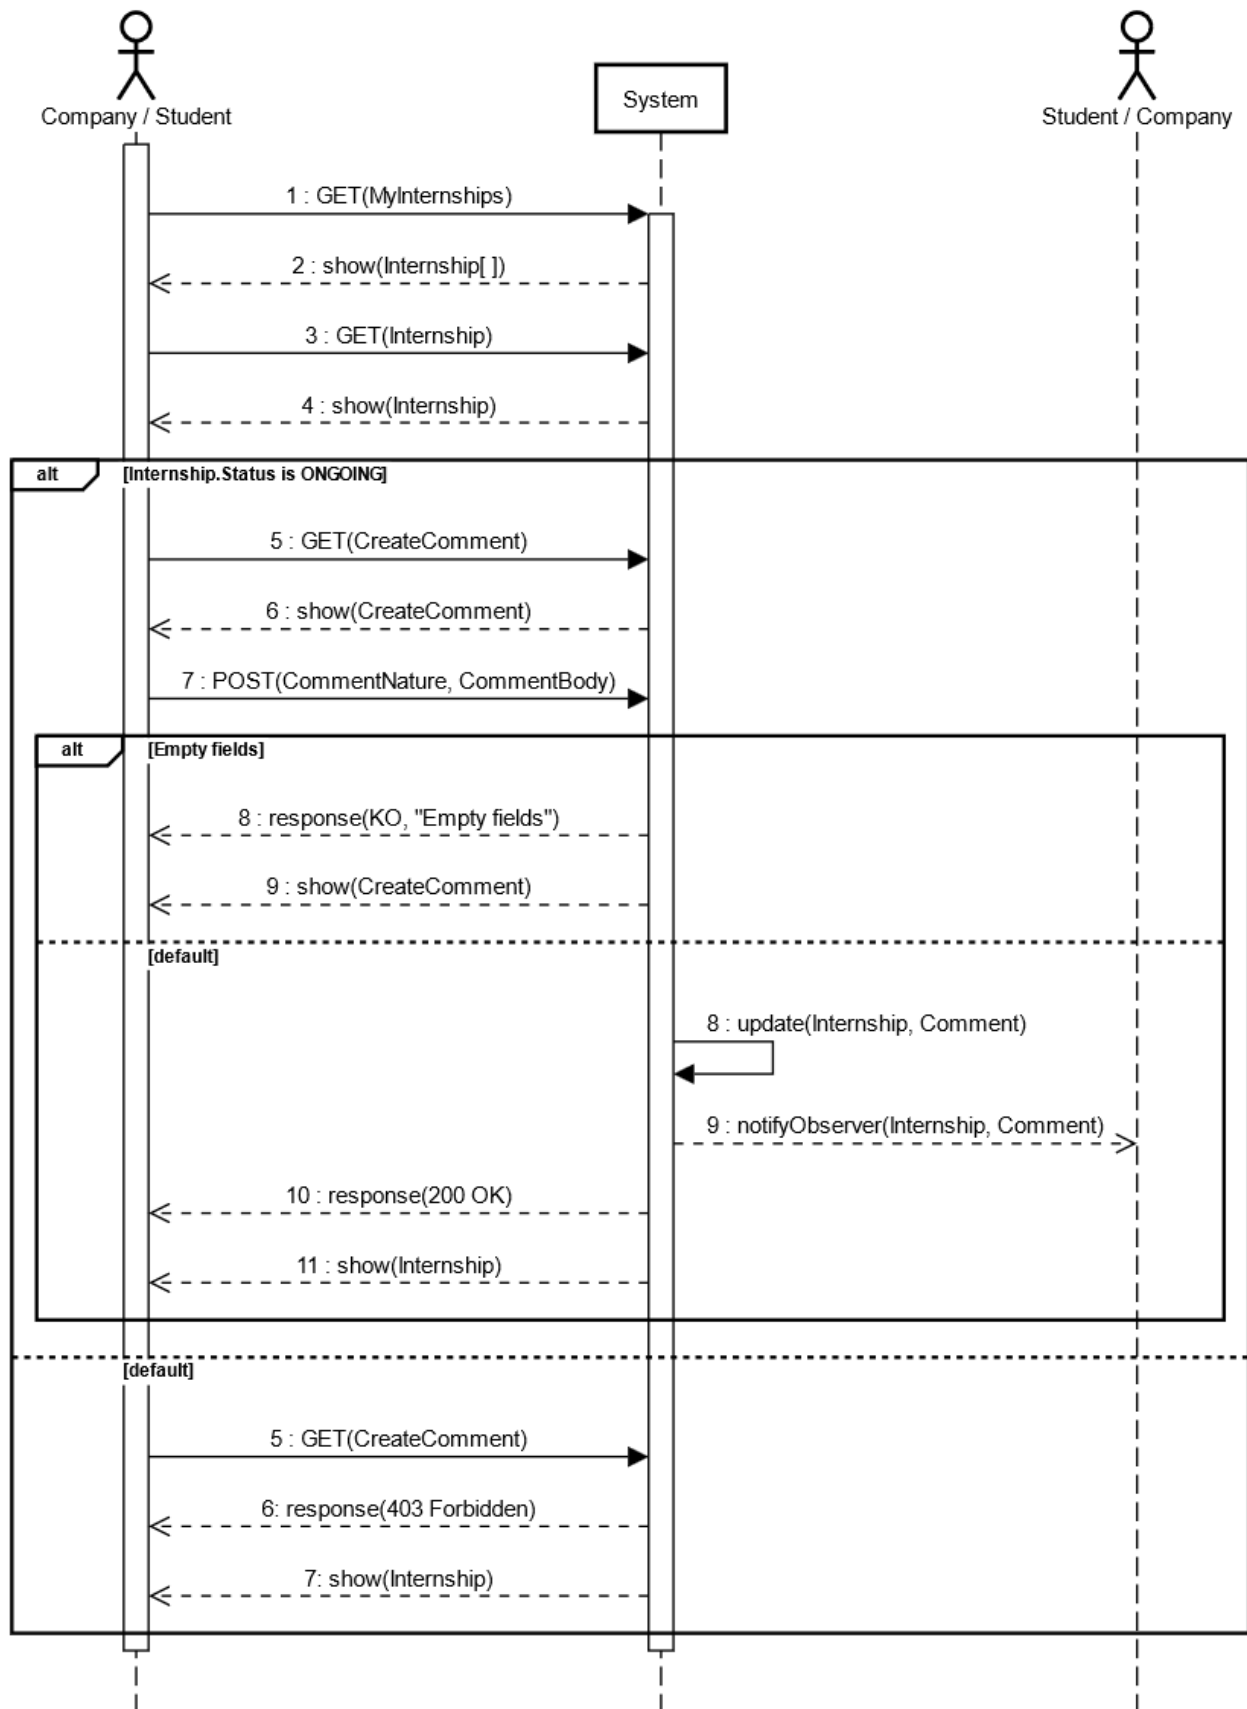 Company / Student
System
Student / Company
1 : GET(MyInternships)
2 : show(Internship[ ])
3 : GET(Internship)
4 : show(Internship)
alt
[Internship.Status is ONGOING]
5 : GET(CreateComment)
6 : show(CreateComment)
7 : POST(CommentNature, CommentBody)
alt
[Empty fields]
8 : response(KO, "Empty fields")
9 : show(CreateComment)
[default]
8 : update(Internship, Comment)
9 : notifyObserver(Internship, Comment)
10 : response(200 OK)
11 : show(Internship)
[default]
5 : GET(CreateComment)
6: response(403 Forbidden)
7: show(Internship)